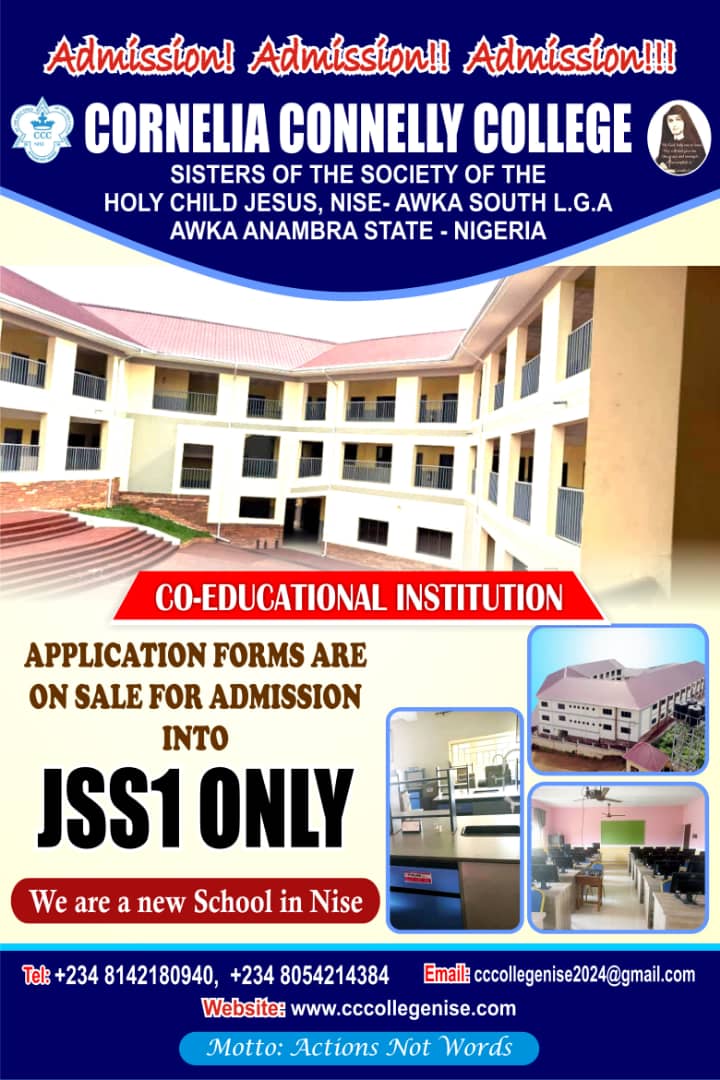 Admission! Admission!! Admission!!!
CCC
NISE
CORNELIA CONNELLY COLLEGE
SISTERS OF THE SOCIETY OF THE
HOLY CHILD JESUS, NISE- AWKA SOUTH L.G.A
AWKA ANAMBRA STATE - NIGERIA
CO-EDUCATIONAL INSTITUTION
APPLICATION FORMS ARE
ON SALE FOR ADMISSION
INTO
JSS1 ONLY
We are a new School in Nise
Tel: +234 8142180940, +234 8054214384 Email: cccollegenise2024@gmail.com
Website: www.cccollegenise.com
Motto: Actions Not Words